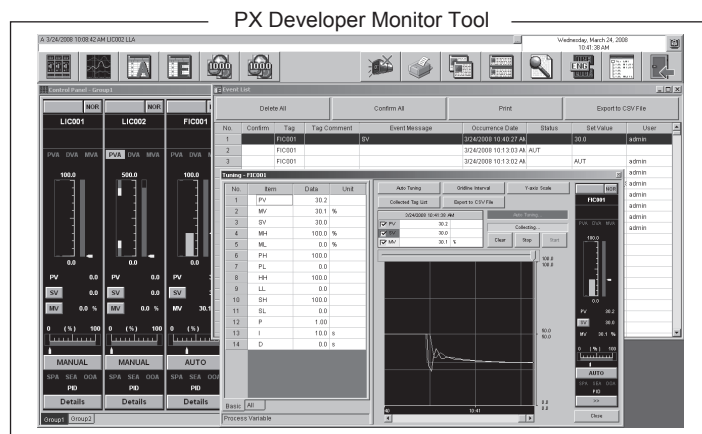 PX Developer Monitor Tool
A-3/24/2008 10:08:42 AM LIC002 LLA
Wednesday, March 24, 2008
10:41:38 AM
ENG
Control Panel - Group1
Event List
Delete All Confirm All Print Export to CSV File
No. Confirm Tag Tag Comment Event Message Occurrence Date Status Set Value User
1 FIC001 SV 3/24/2008 10:40:27 AM 30.0 admin
2 FIC001 3/24/2008 10:13:03 AM AUT admin
3 FIC001 3/24/2008 10:13:02 AM AUT admin
admin
admin
admin
admin
admin
NOR NOR
LIC001 LIC002 FIC001
PVA DVA MVA PVA DVA MVA PVA
100.0 500.0 100.0
0.0 0.0 0.0
PV 0.0 PV 0.0 PV
SV 0.0 SV 0.0 SV
MV 0.0 % MV 0.0 % MV 30.1
0 (%) 100 0 (%) 100 0 (%)
MANUAL MANUAL AUTO
SPA SEA OOA SPA SEA OOA SPA SEA OOA
PID PID PID
Details Details Details
Group1 Group2
Tuning - FIC001
No. Item Data Unit
1 PV 30.2
2 MV 30.1 %
3 SV 30.0
4 MH 100.0 %
5 ML 0.0 %
6 PH 100.0
7 PL 0.0
8 HH 100.0
9 LL 0.0
10 SH 100.0
11 SL 0.0
12 P 1.00
13 I 10.0 s
14 D 0.0 s
Basic All
Process Variable
Auto Tuning Gridline Interval Y-axis Scale
Collected Tag List Export to CSV File
3/24/2008 10:41:39 AM
PV 30.2
SV 30.0
MV 30.1 %
Auto Tuning...
Collecting...
Clear Stop Start
100.0
100.0
50.0
50.0
0.0
0.0
40 10:41
NOR
FIC001
PVA DVA MVA
100.0
0.0
PV 30.2
SV 30.0
MV 30.1 %
0 (%) 100
AUTO
SPA SEA OOA
PID
>>
Close